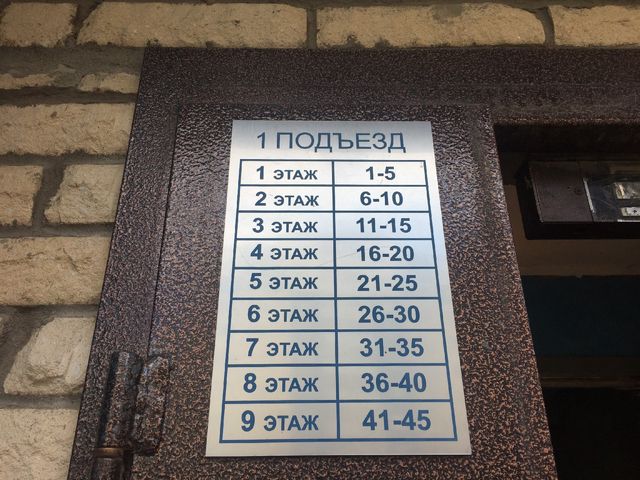 1 ПОДЪЕЗД
1 ЭТАЖ 1-5
2 ЭТАЖ 6-10
3 ЭТАЖ 11-15
4 ЭТАЖ 16-20
5 ЭТАЖ 21-25
6 ЭТАЖ 26-30
7 ЭТАЖ 31-35
8 ЭТАЖ 36-40
9 ЭТАЖ 41-45